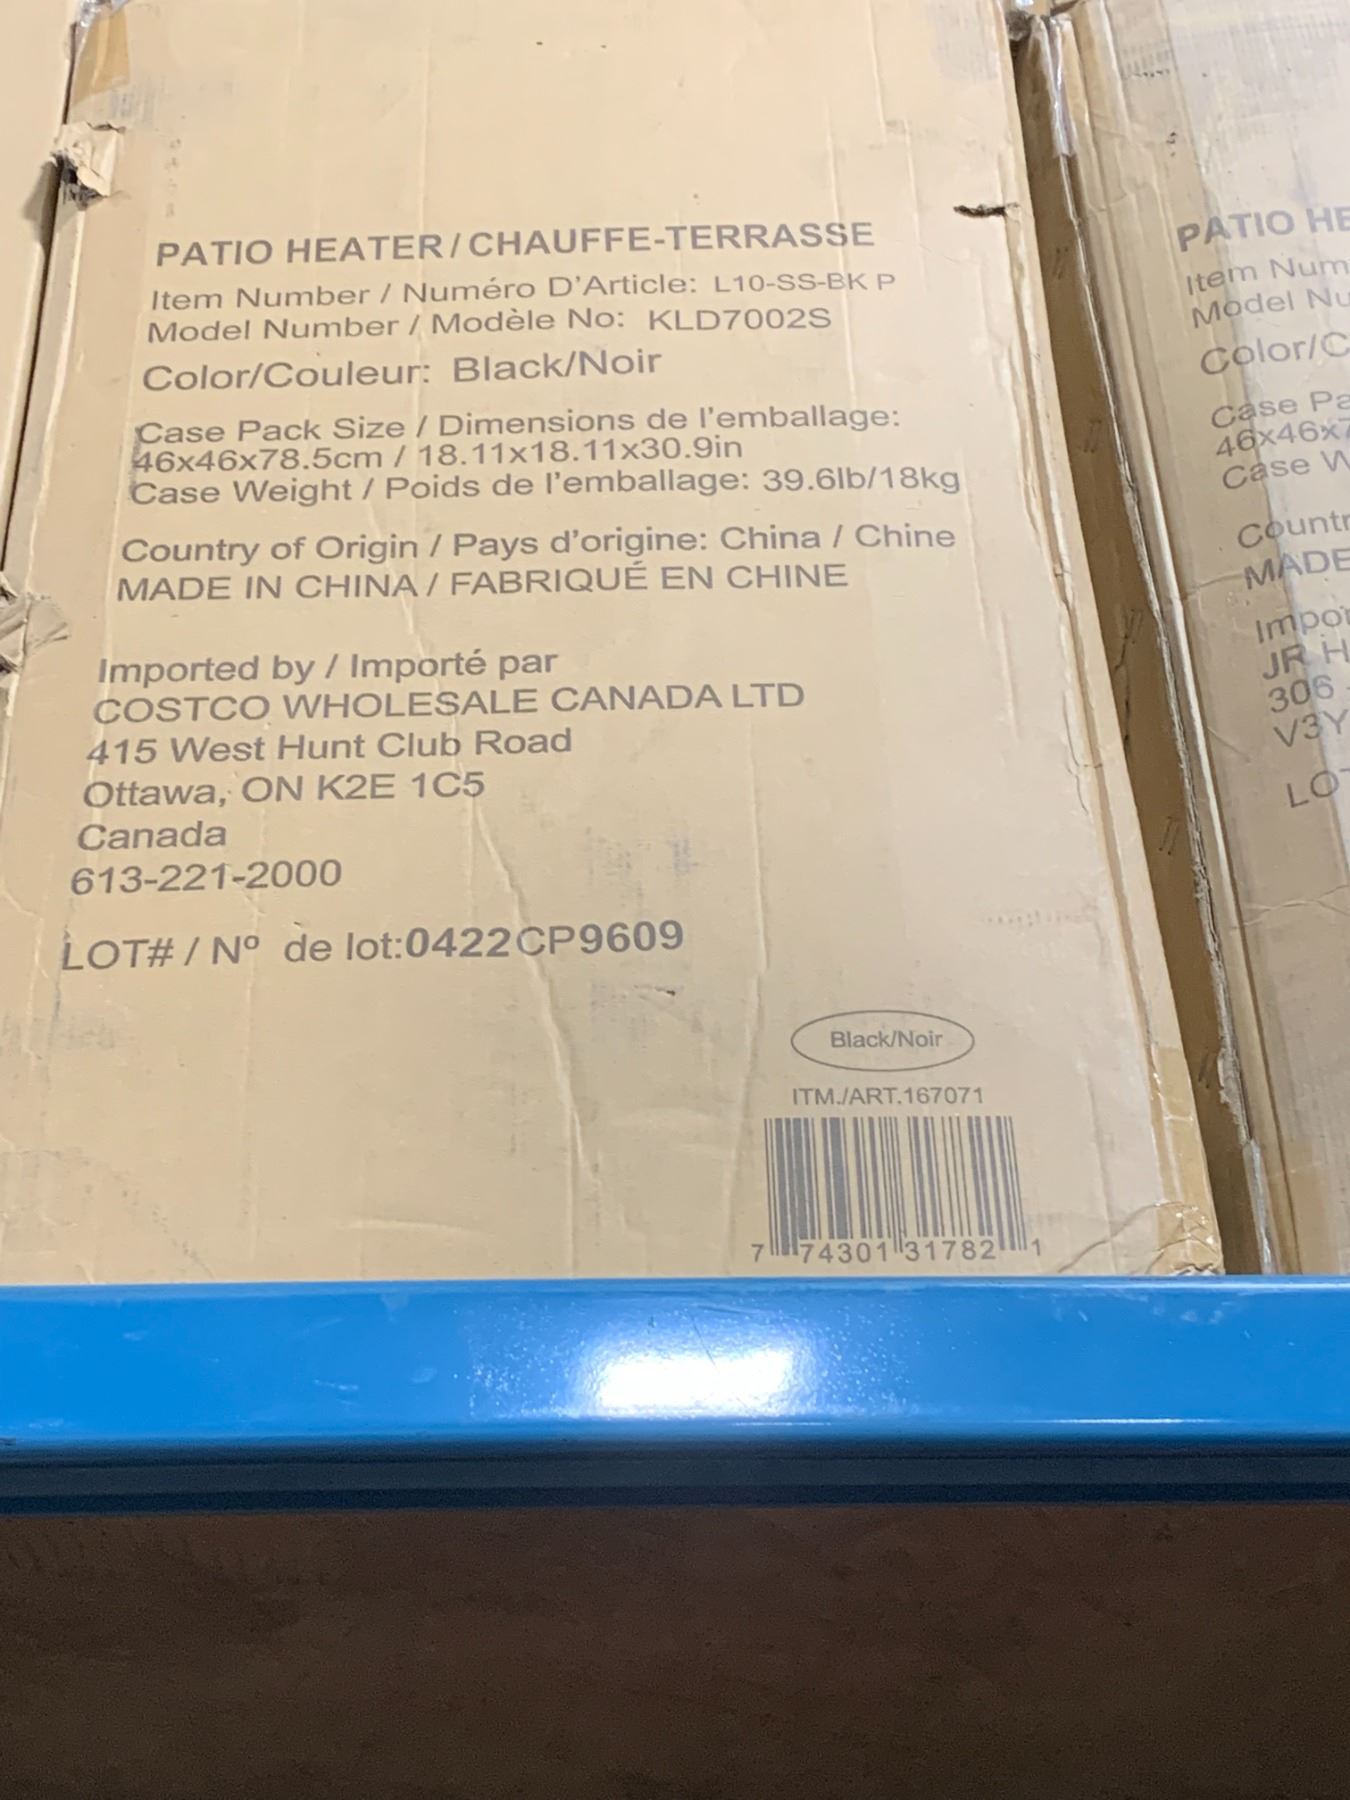 PATIO HEATER / CHAUFFE-TERRASSE
Item Number / Numéro D'Article: L10-SS-BK P
Model Number / Modèle No: KLD7002S
Color/Couleur: Black/Noir
Case Pack Size / Dimensions de l'emballage:
46x46x78.5cm / 18.11x18.11x30.9in
Case Weight / Poids de l'emballage: 39.6lb/18kg
Country of Origin / Pays d'origine: China / Chine
MADE IN CHINA / FABRIQUÉ EN CHINE
Imported by / Importé par
COSTCO WHOLESALE CANADA LTD
415 West Hunt Club Road
Ottawa, ON K2E 1C5
Canada
613-221-2000
LOT# / Nº de lot:0422CP9609
Black/Noir
ITM./ART.167071
7 74301 31782 1
PATIO HE
Item Num
Model Nu
Color/C
Case Pa
46x46x7
Case W
Countr
MADE
Impor
JR H
306
V3Y
LOT